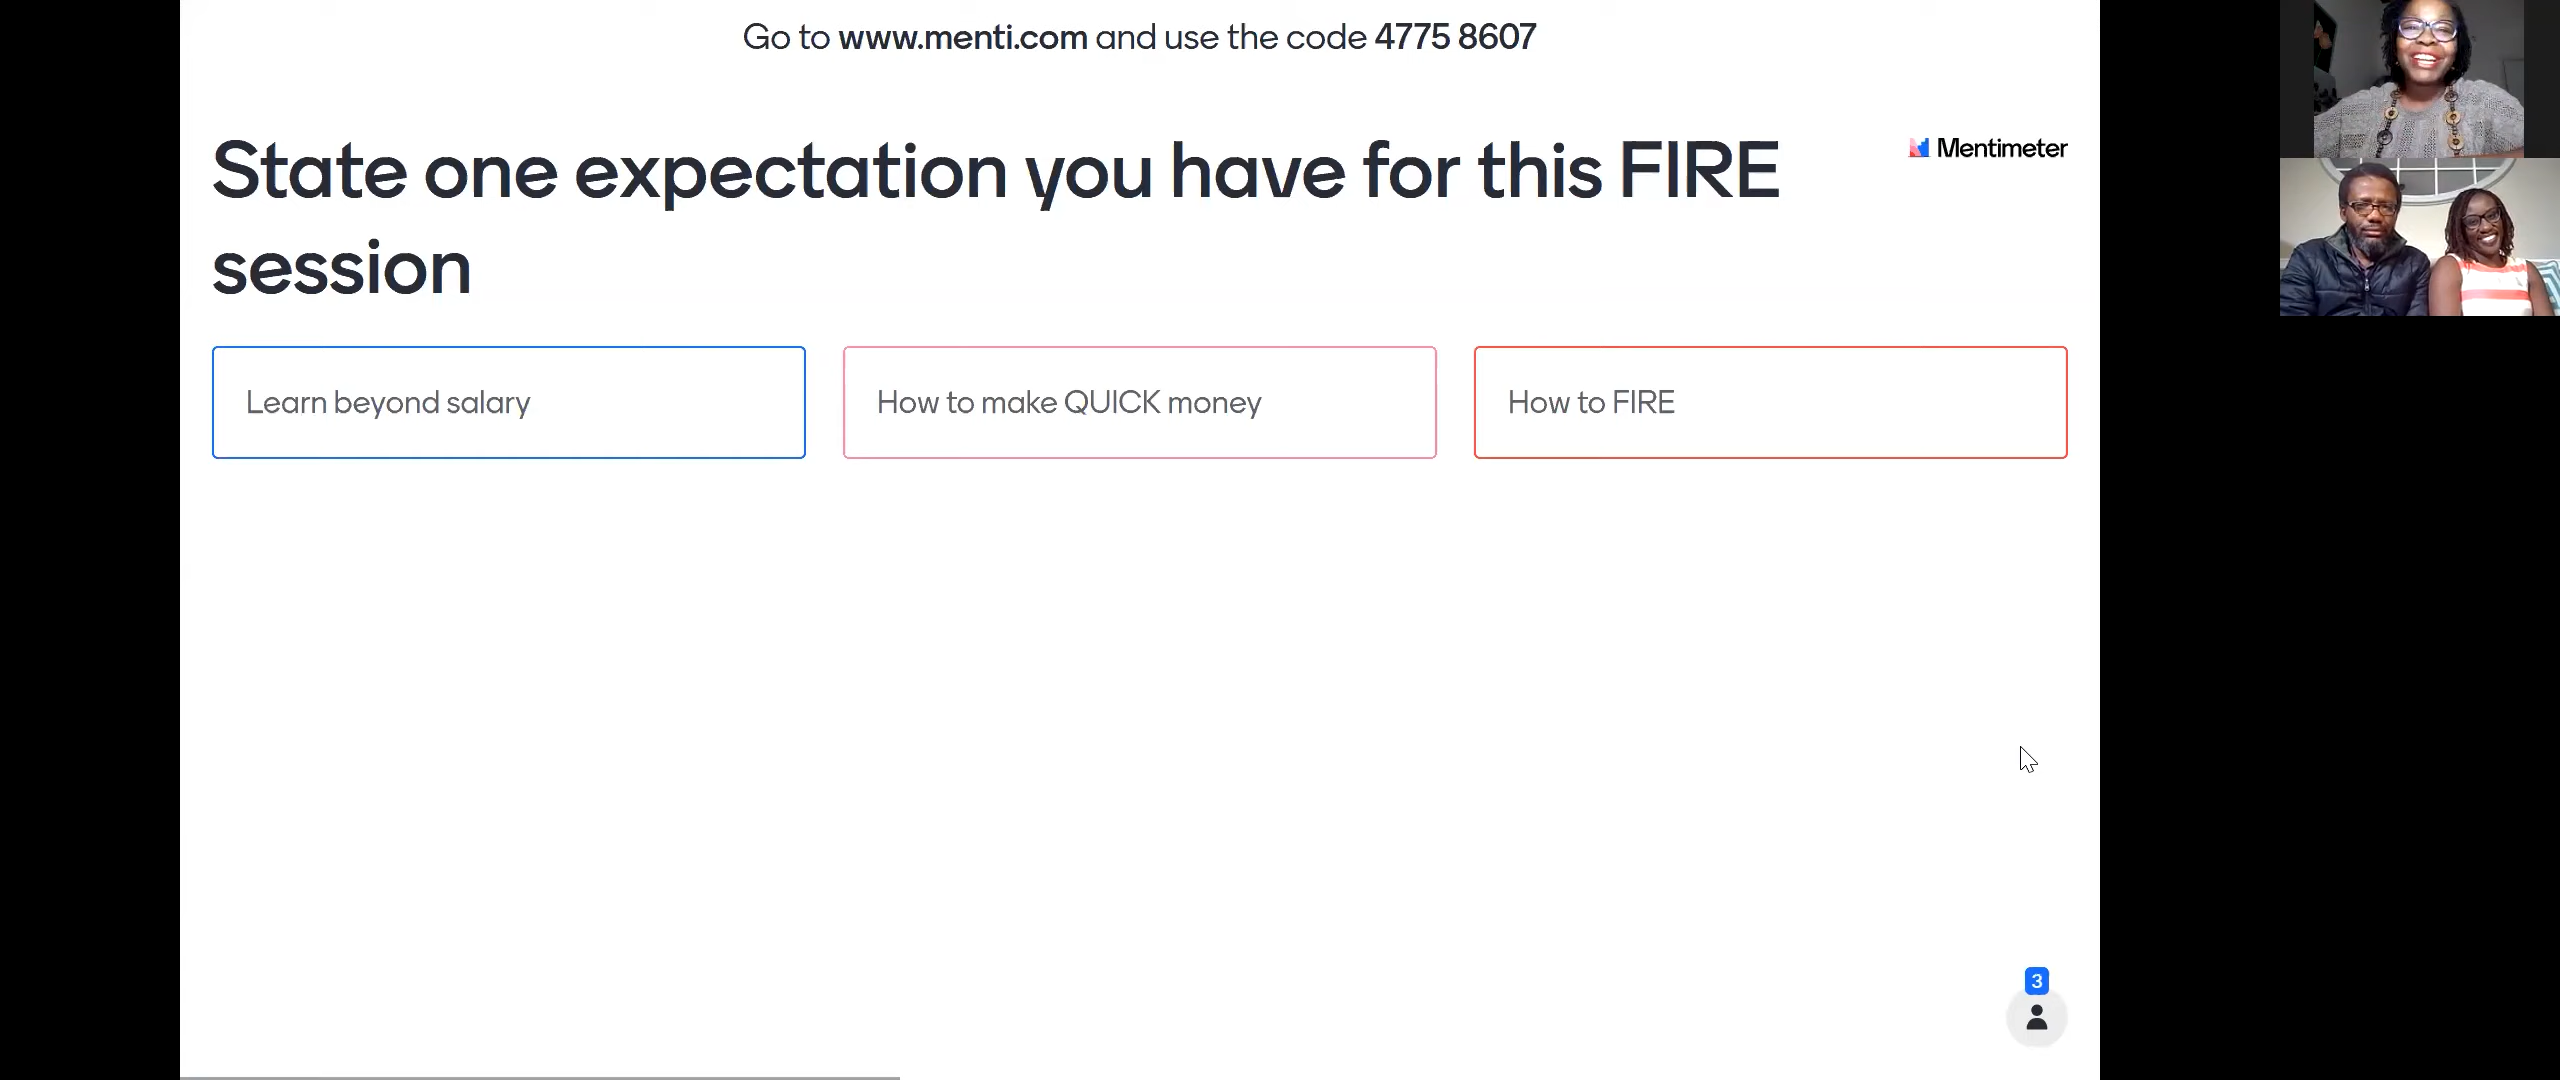 Go to www.menti.com and use the code 4775 8607
State one expectation you have for this FIRE
session
Mentimeter
Learn beyond salary
How to make QUICK money
How to FIRE
3